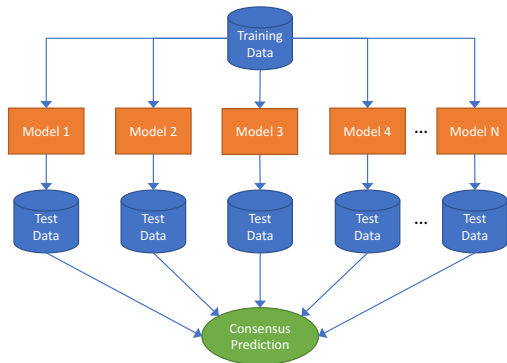 Training
Data
Model 1
Model 2
Model 3
Model 4
...
Model N
Test
Data
Test
Data
Test
Data
Test
Data
...
Test
Data
Consensus
Prediction